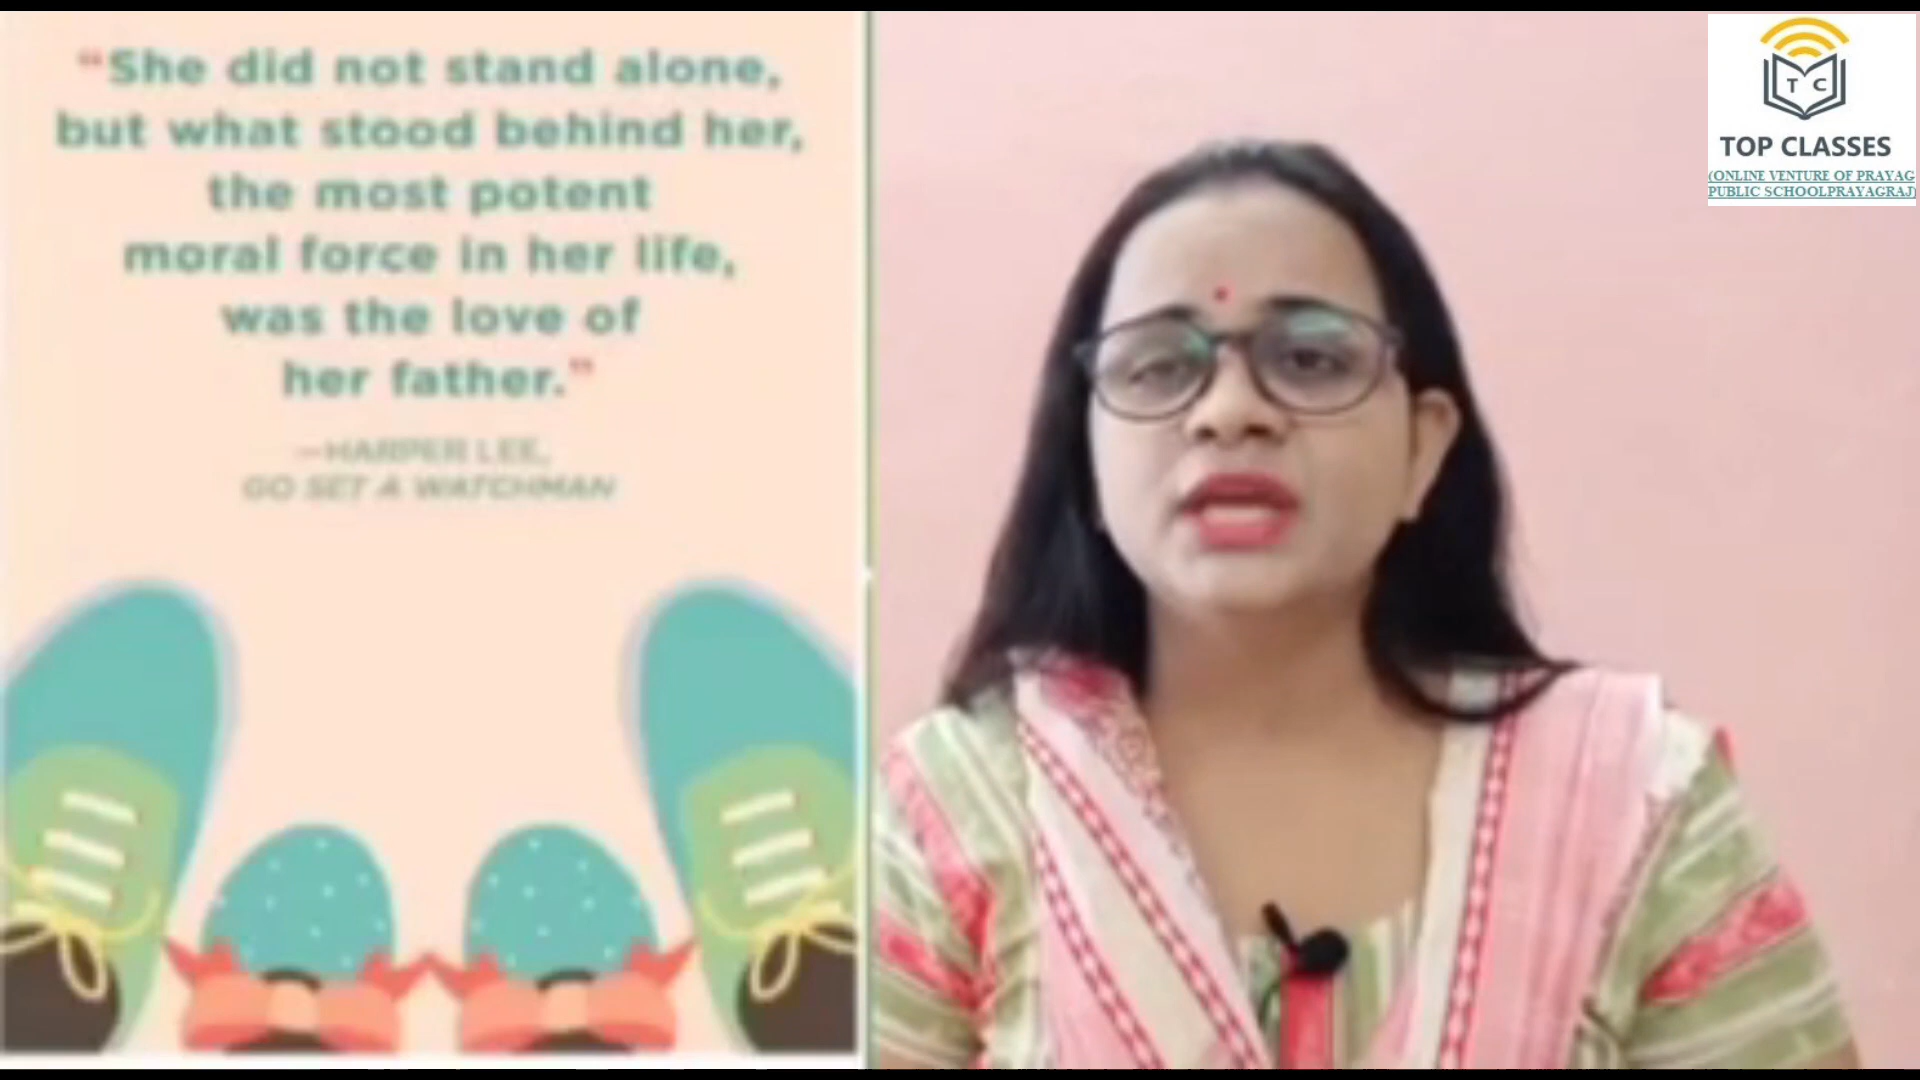 “She did not stand alone,
but what stood behind her,
the most potent
moral force in her life,
was the love of
her father.”
—HARPER LEE,
GO SET A WATCHMAN
T C
TOP CLASSES
(ONLINE VENTURE OF PRAYAG
PUBLIC SCHOOLPRAYAGRAJ)